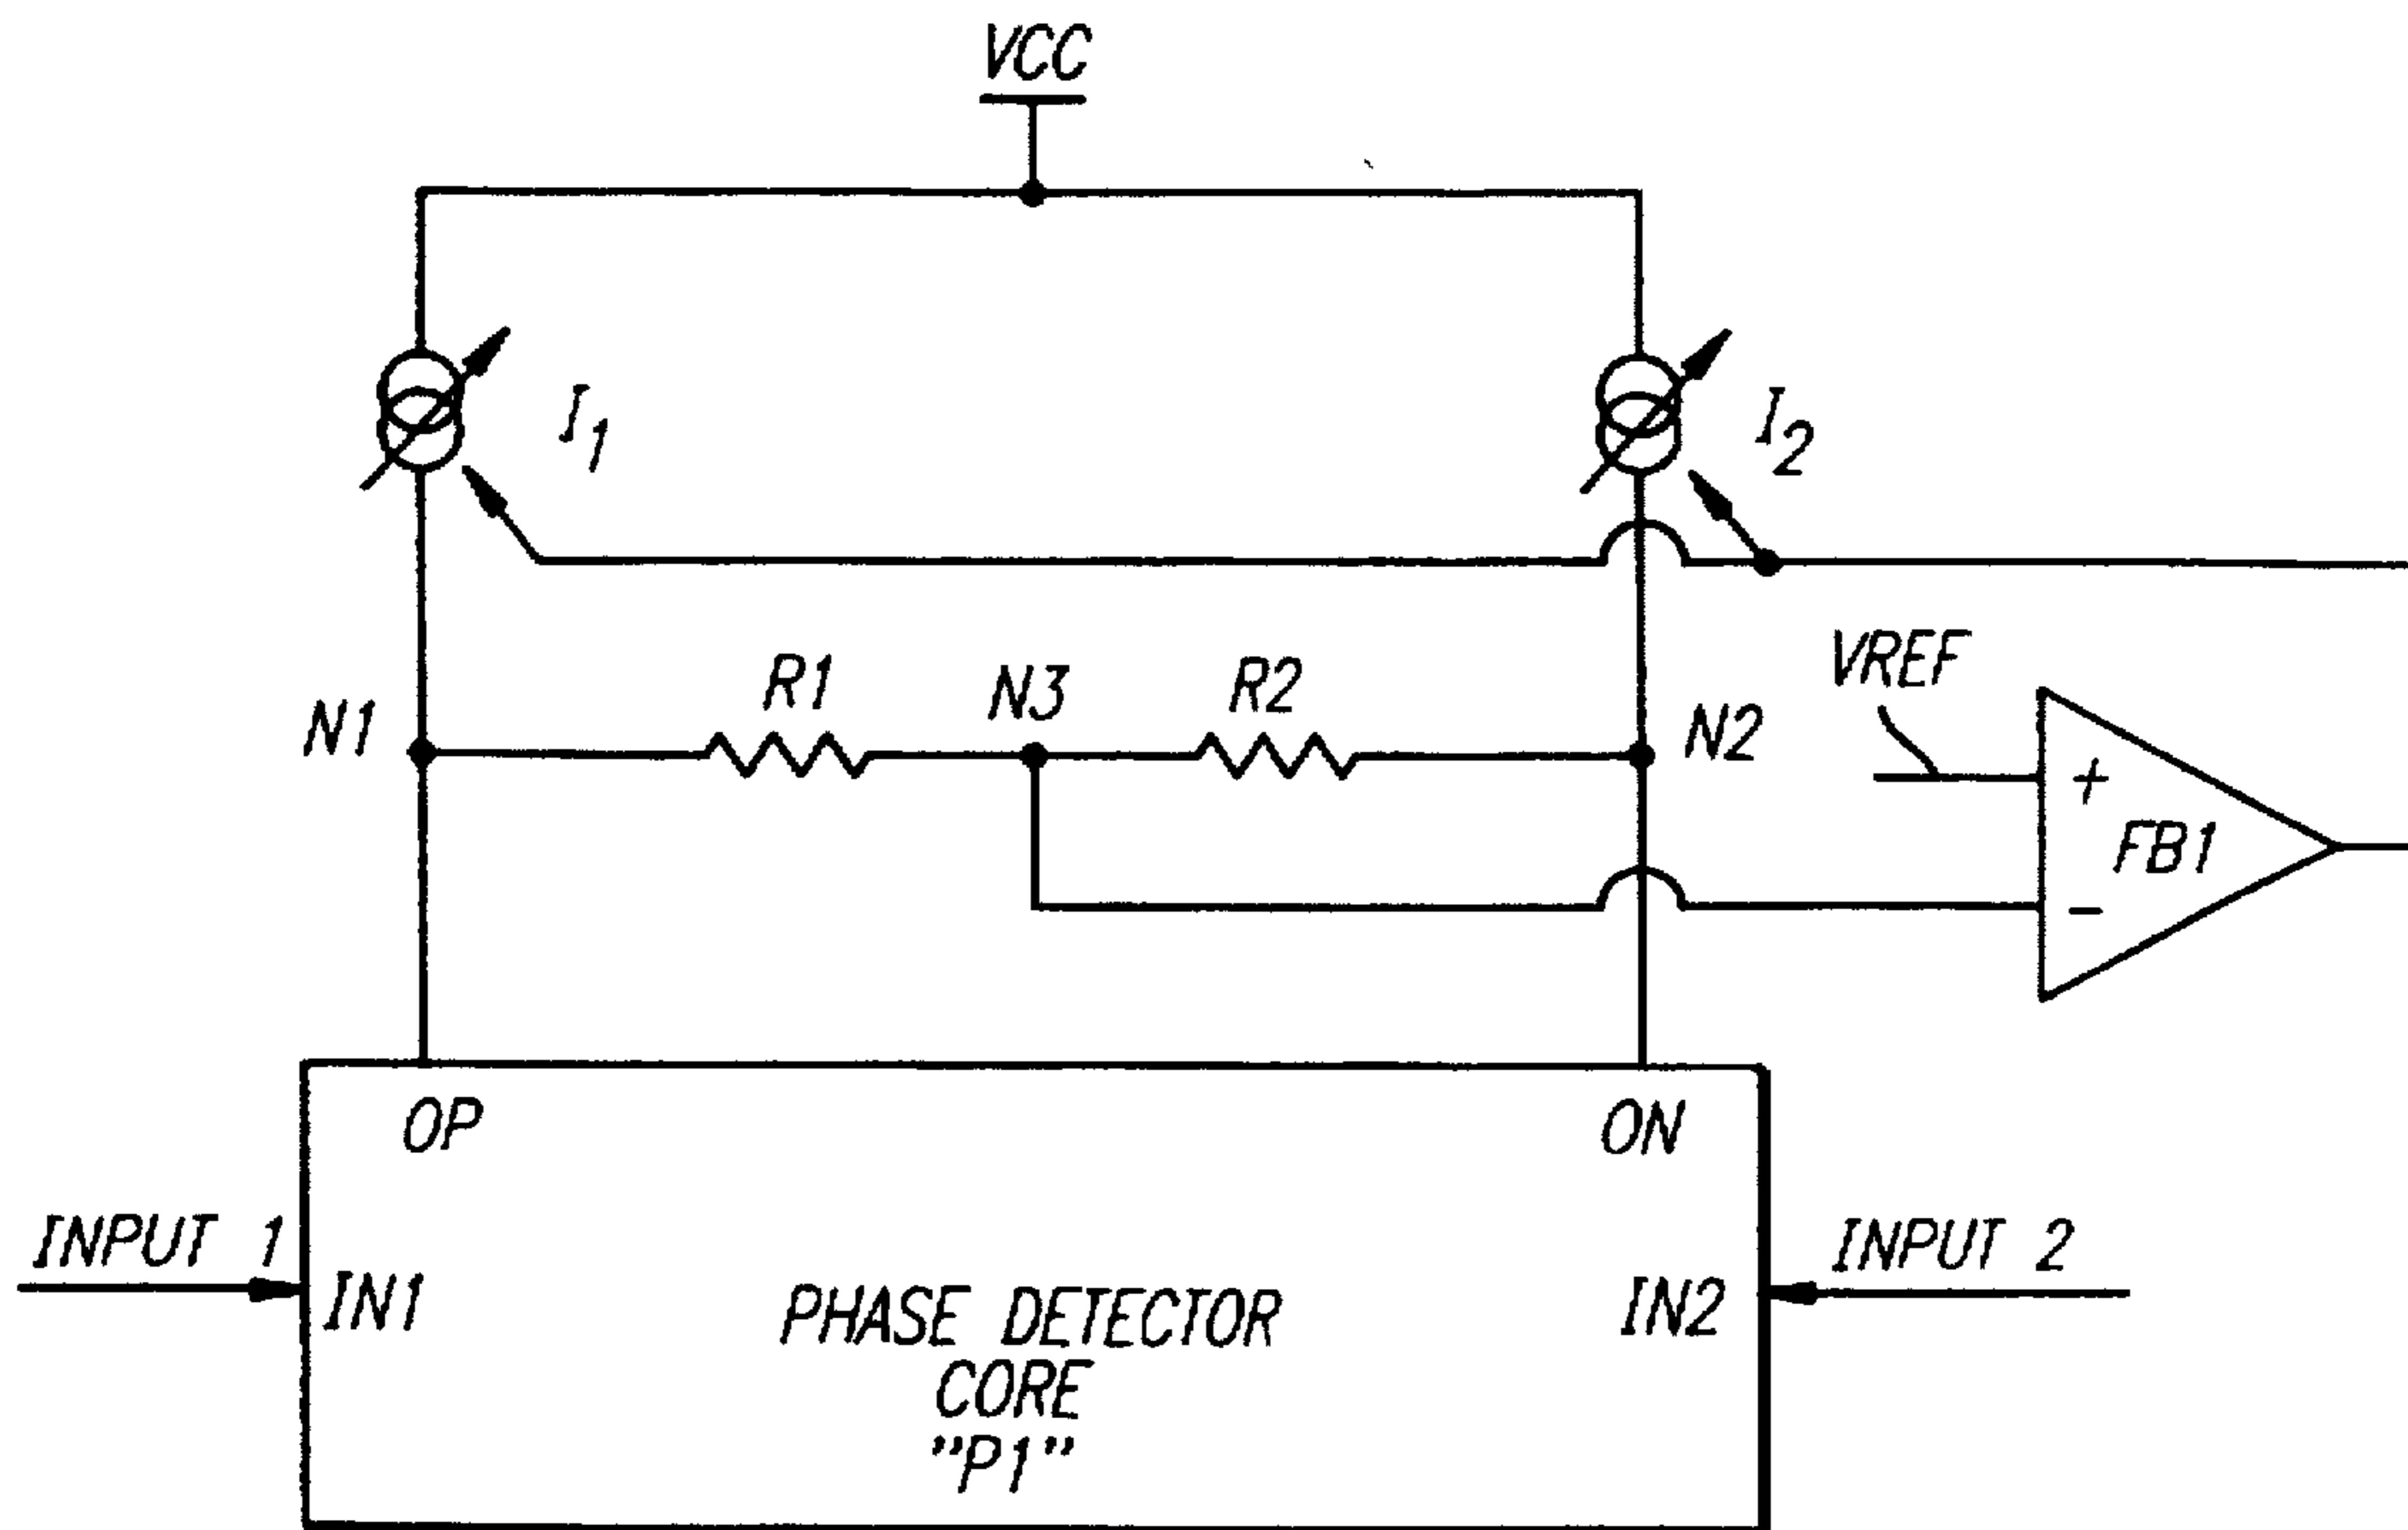 VCC
I1
I2
VREF
R1
N3
R2
N1
N2
+
FB1
-
OP
ON
INPUT 1
INPUT 2
IN1
IN2
PHASE DETECTOR
CORE
"P1"